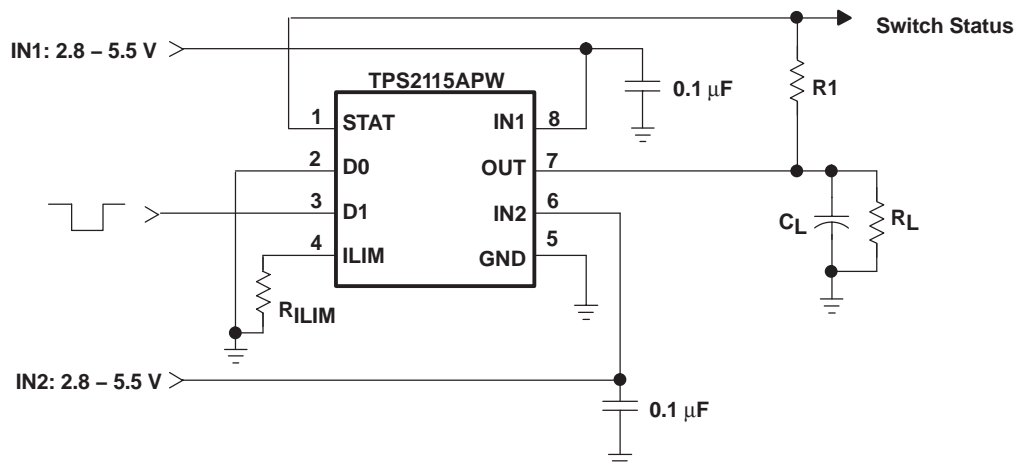 Switch Status
IN1: 2.8 – 5.5 V
R1
0.1 μF
TPS2115APW
1 STAT IN1 8
2 D0 OUT 7
3 D1 IN2 6
4 ILIM GND 5
CL RL
RILIM
IN2: 2.8 – 5.5 V
0.1 μF